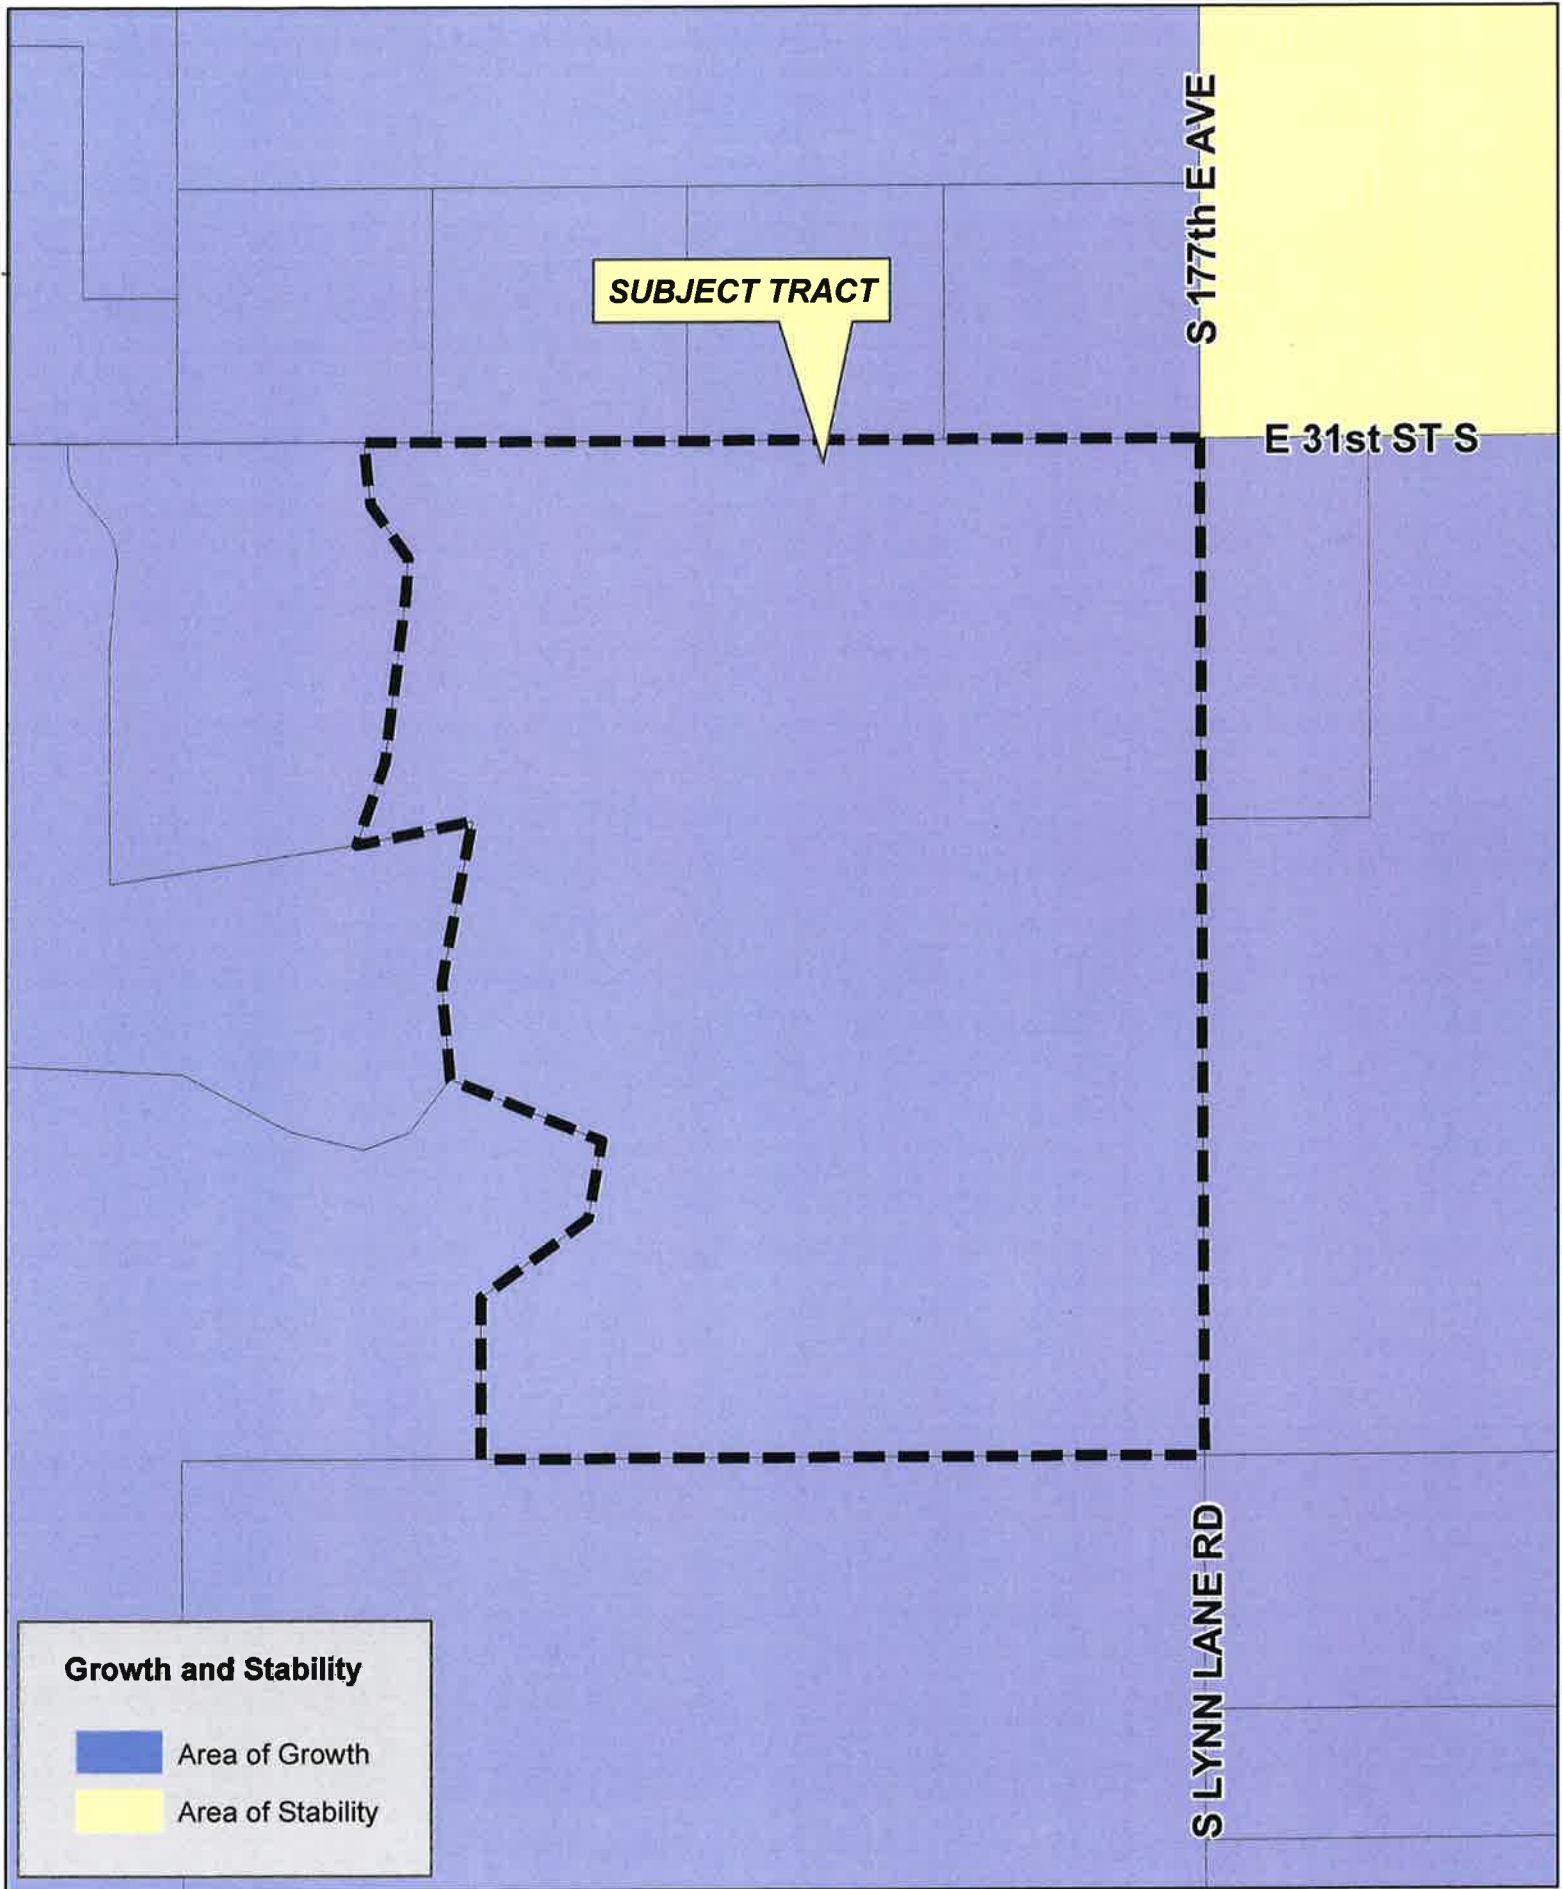 S 177th E AVE
SUBJECT TRACT
E 31st ST S
S LYNN LANE RD
Growth and Stability
Area of Growth
Area of Stability